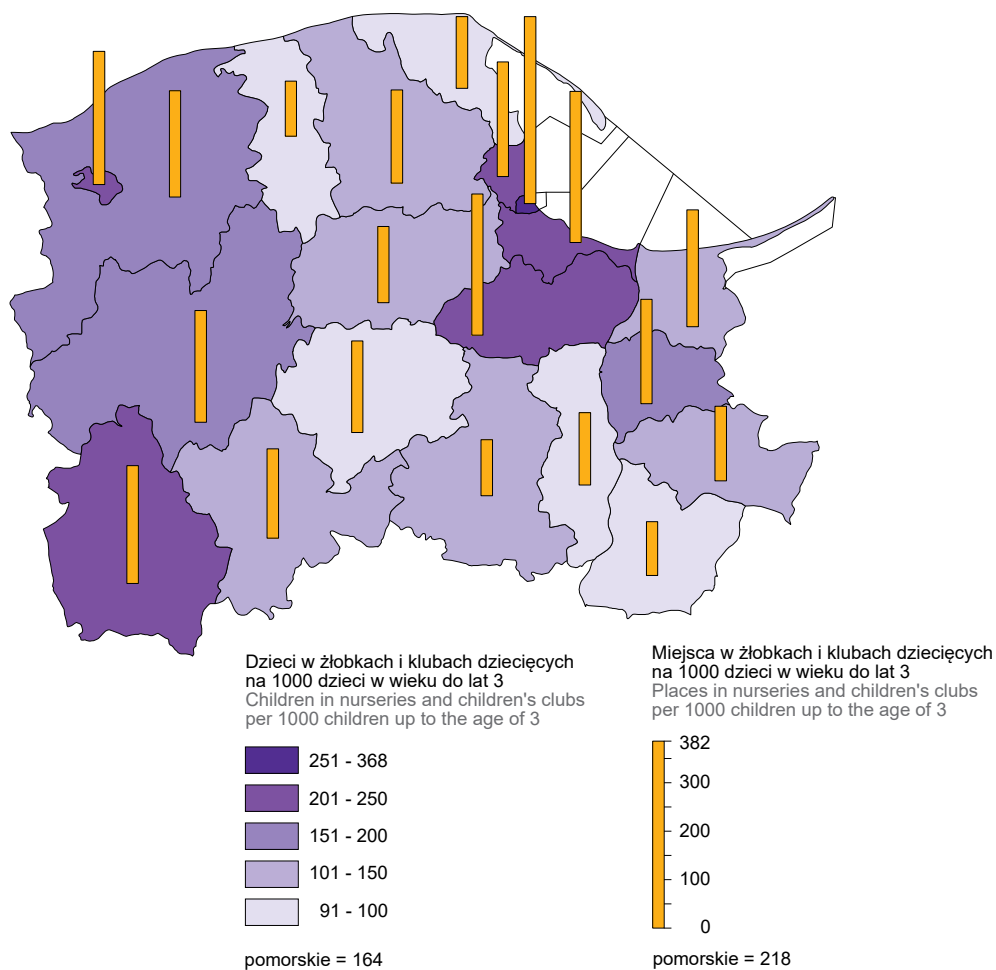 Dzieci w żłobkach i klubach dziecięcych
na 1000 dzieci w wieku do lat 3
Children in nurseries and children's clubs
per 1000 children up to the age of 3
251 - 368
201 - 250
151 - 200
101 - 150
91 - 100
pomorskie = 164
Miejsca w żłobkach i klubach dziecięcych
na 1000 dzieci w wieku do lat 3
Places in nurseries and children's clubs
per 1000 children up to the age of 3
382
300
200
100
0
pomorskie = 218